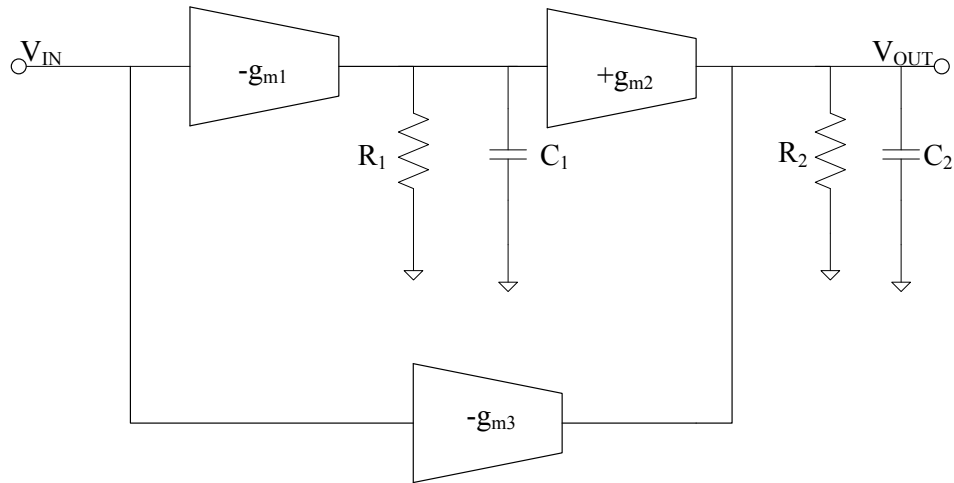 V_IN
-g_m1
+g_m2
V_OUT
R_1
C_1
R_2
C_2
-g_m3